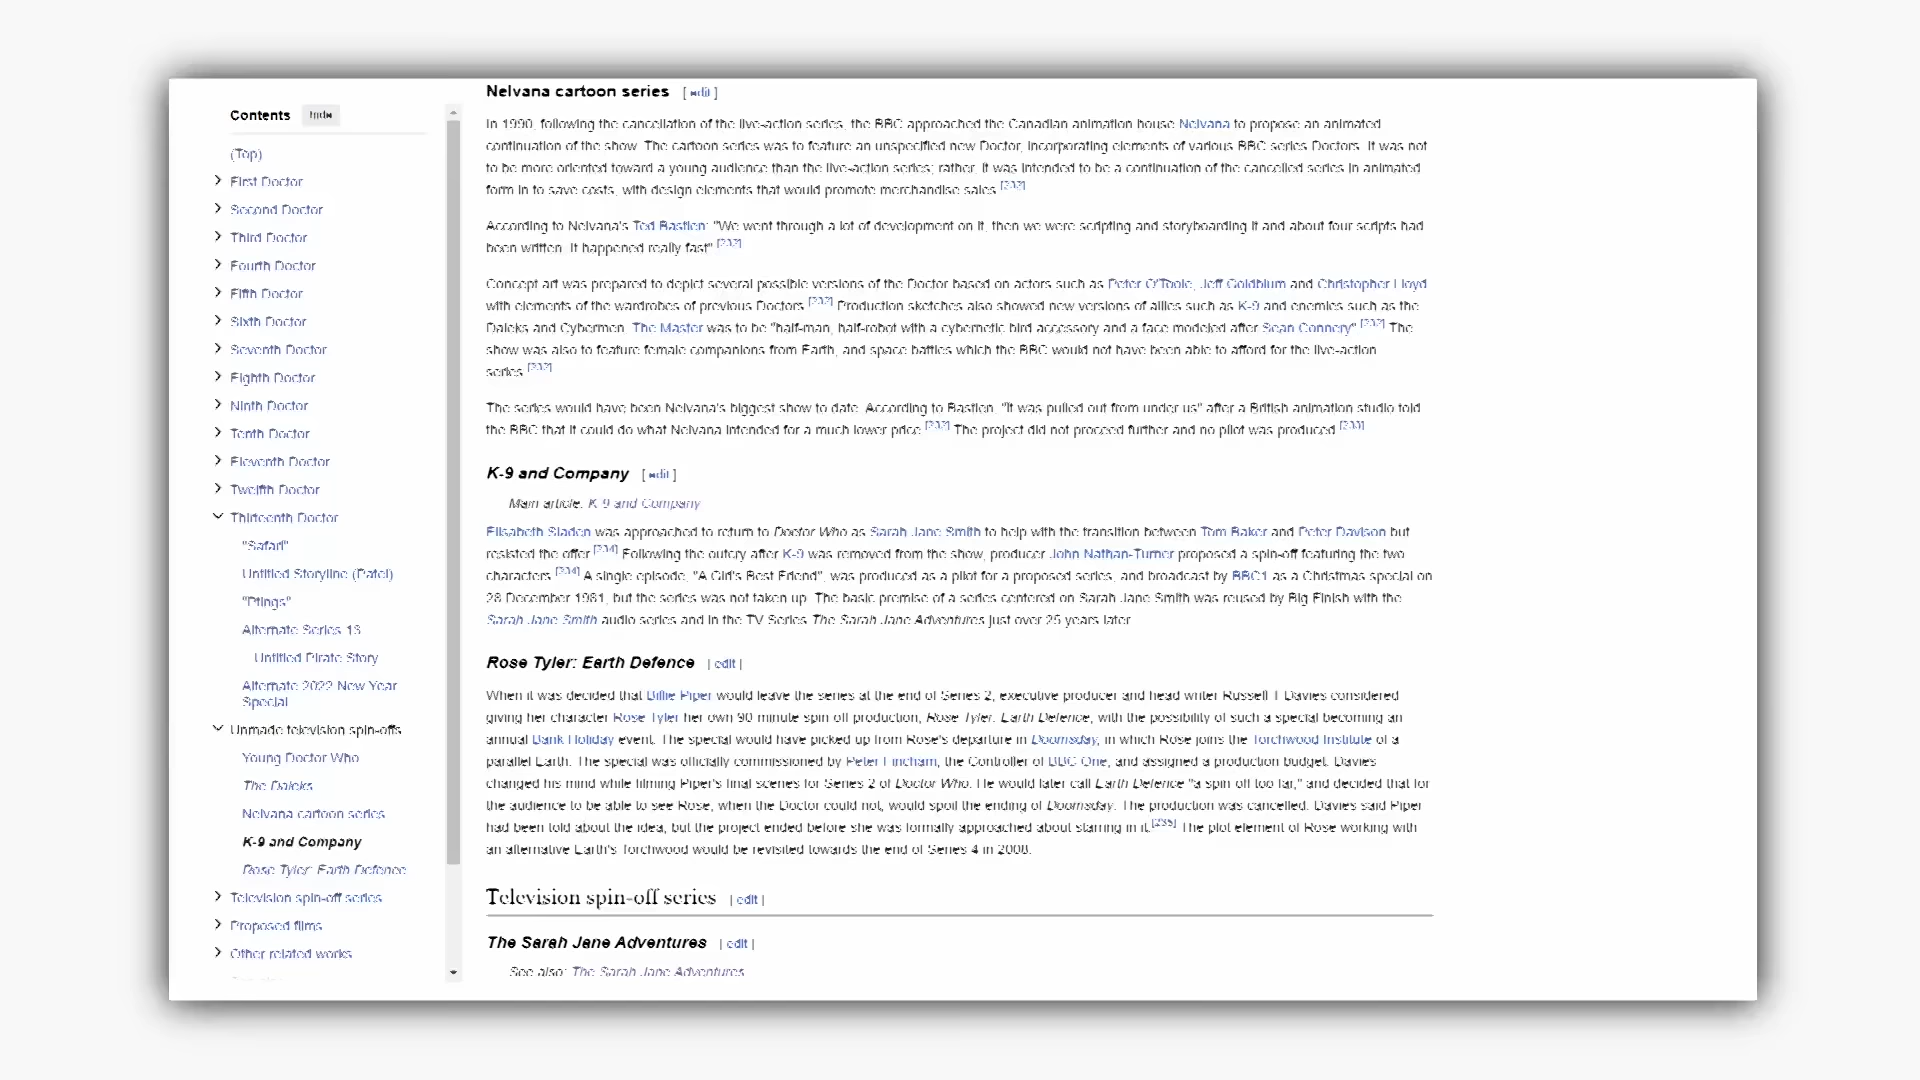 Contents hide
(Top)
First Doctor
Second Doctor
Third Doctor
Fourth Doctor
Fifth Doctor
Sixth Doctor
Seventh Doctor
Eighth Doctor
Ninth Doctor
Tenth Doctor
Eleventh Doctor
Twelfth Doctor
Thirteenth Doctor
"Safari"
Untitled Storyline (Patel)
"Ptings"
Alternate Series 13
Untitled Pirate Story
Alternate 2022 New Year
Special
Unmade television spin-offs
Young Doctor Who
The Daleks
Nelvana cartoon series
K-9 and Company
Rose Tyler: Earth Defence
Television spin-off series
Proposed films
Other related works
Nelvana cartoon series [ edit ]
In 1990, following the cancellation of the live-action series, the BBC approached the Canadian animation house Nelvana to propose an animated
continuation of the show. The cartoon series was to feature an unspecified new Doctor, incorporating elements of various BBC series Doctors. It was not
to be more oriented toward a young audience than the live-action series; rather, it was intended to be a continuation of the cancelled series in animated
form in to save costs, with design elements that would promote merchandise sales.[232]
According to Nelvana's Ted Bastien: "We went through a lot of development on it, then we were scripting and storyboarding it and about four scripts had
been written. It happened really fast".[232]
Concept art was prepared to depict several possible versions of the Doctor based on actors such as Peter O'Toole, Jeff Goldblum and Christopher Lloyd
with elements of the wardrobes of previous Doctors.[232] Production sketches also showed new versions of allies such as K-9 and enemies such as the
Daleks and Cybermen. The Master was to be "half-man, half-robot with a cybernetic bird accessory and a face modeled after Sean Connery".[232] The
show was also to feature female companions from Earth, and space battles which the BBC would not have been able to afford for the live-action
series.[232]
The series would have been Nelvana's biggest show to date. According to Bastien, "It was pulled out from under us" after a British animation studio told
the BBC that it could do what Nelvana intended for a much lower price.[232] The project did not proceed further and no pilot was produced.[233]
K-9 and Company [ edit ]
Main article: K-9 and Company
Elisabeth Sladen was approached to return to Doctor Who as Sarah Jane Smith to help with the transition between Tom Baker and Peter Davison but
resisted the offer.[234] Following the outcry after K-9 was removed from the show, producer John Nathan-Turner proposed a spin-off featuring the two
characters.[234] A single episode, "A Girl's Best Friend", was produced as a pilot for a proposed series, and broadcast by BBC1 as a Christmas special on
28 December 1981, but the series was not taken up. The basic premise of a series centered on Sarah Jane Smith was reused by Big Finish with the
Sarah Jane Smith audio series and in the TV Series The Sarah Jane Adventures just over 25 years later.
Rose Tyler: Earth Defence [ edit ]
When it was decided that Billie Piper would leave the series at the end of Series 2, executive producer and head writer Russell T Davies considered
giving her character Rose Tyler her own 90 minute spin off production, Rose Tyler: Earth Defence, with the possibility of such a special becoming an
annual Bank Holiday event. The special would have picked up from Rose's departure in Doomsday, in which Rose joins the Torchwood Institute of a
parallel Earth. The special was officially commissioned by Peter Fincham, the Controller of BBC One, and assigned a production budget. Davies
changed his mind while filming Piper's final scenes for Series 2 of Doctor Who. He would later call Earth Defence "a spin off too far," and decided that for
the audience to be able to see Rose, when the Doctor could not, would spoil the ending of Doomsday. The production was cancelled. Davies said Piper
had been told about the idea, but the project ended before she was formally approached about starring in it.[235] The plot element of Rose working with
an alternative Earth's Torchwood would be revisited towards the end of Series 4 in 2008.
Television spin-off series [ edit ]
The Sarah Jane Adventures [ edit ]
See also: The Sarah Jane Adventures